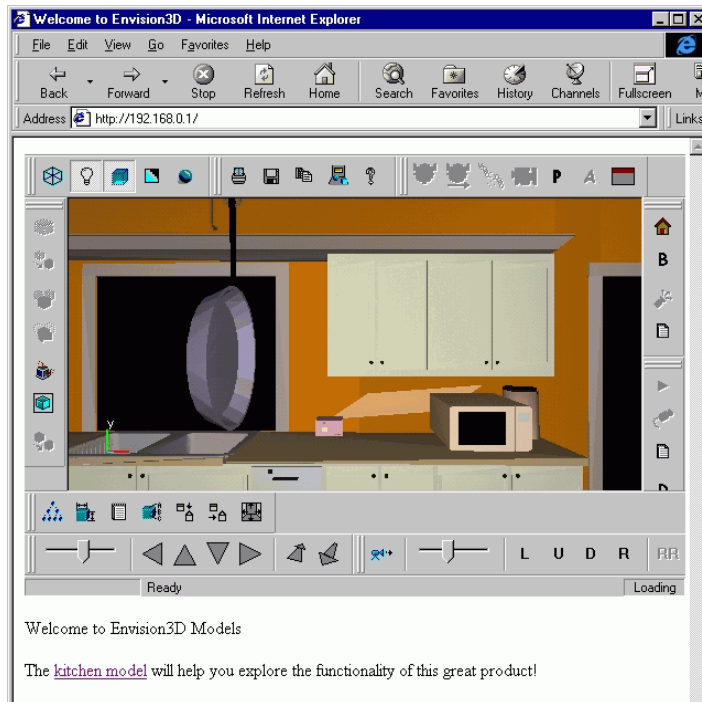 Welcome to Envision3D - Microsoft Internet Explorer
File Edit View Go Favorites Help
Back Forward Stop Refresh Home Search Favorites History Channels Fullscreen
Address http://192.168.0.1/ Links
P A
B
y
L U D R RR
Ready Loading
Welcome to Envision3D Models
The kitchen model will help you explore the functionality of this great product!